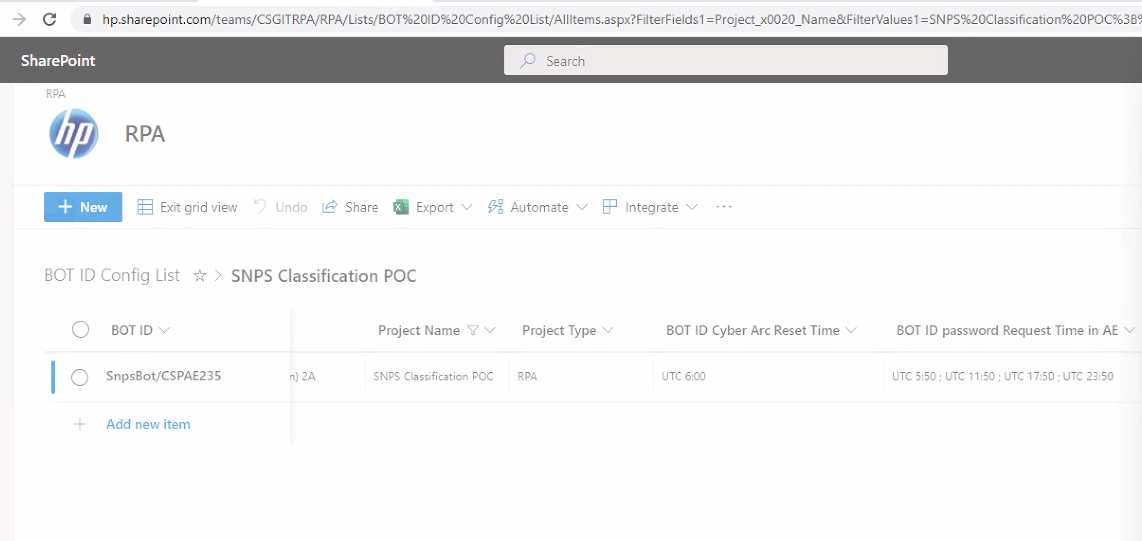 hp.sharepoint.com/teams/CSGITRPA/RPA/Lists/BOT%20ID%20Config%20List/AllItems.aspx?FilterFields1=Project_x0020_Name&FilterValues1=SNPS%20Classification%20POC%3B%
SharePoint
Search
RPA
hp
RPA
New Exit grid view Undo Share Export Automate Integrate ...
BOT ID Config List > SNPS Classification POC
BOT ID Project Name Project Type BOT ID Cyber Arc Reset Time BOT ID password Request Time in AE
SnpsBot/CSPAE235 n) 2A SNPS Classification POC RPA UTC 6:00 UTC 5:50 ; UTC 11:50 ; UTC 17:50 ; UTC 23:50
+ Add new item